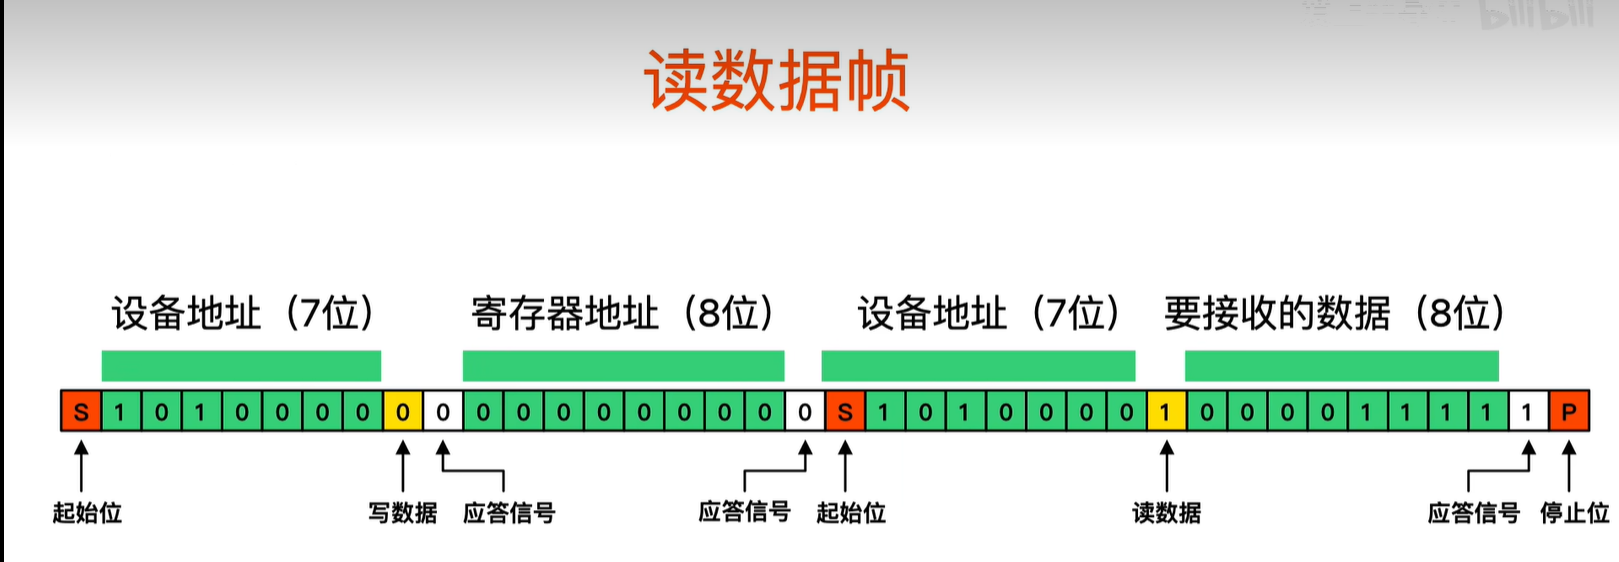 bilibili
读数据帧
设备地址（7位） 寄存器地址（8位） 设备地址（7位） 要接收的数据（8位）
S 1 0 1 0 0 0 0 0 0 0 0 0 0 0 0 0 0 0 S 1 0 1 0 0 0 0 1 0 0 0 0 1 1 1 1 1 P
起始位 写数据 应答信号 应答信号 起始位 读数据 应答信号 停止位